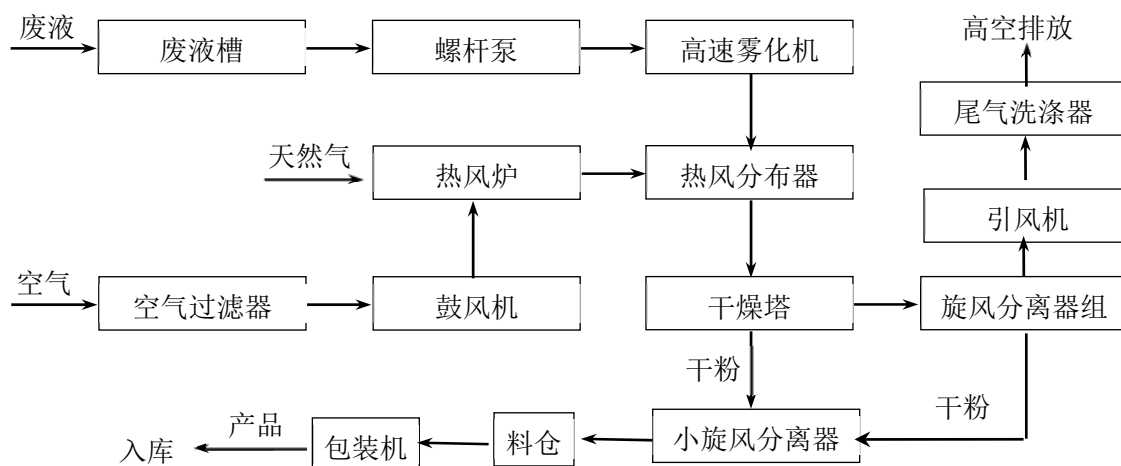 废液
废液槽
螺杆泵
高速雾化机
高空排放
尾气洗涤器
天然气
热风炉
热风分布器
引风机
空气
空气过滤器
鼓风机
干燥塔
旋风分离器组
干粉
干粉
产品
入库
包装机
料仓
小旋风分离器